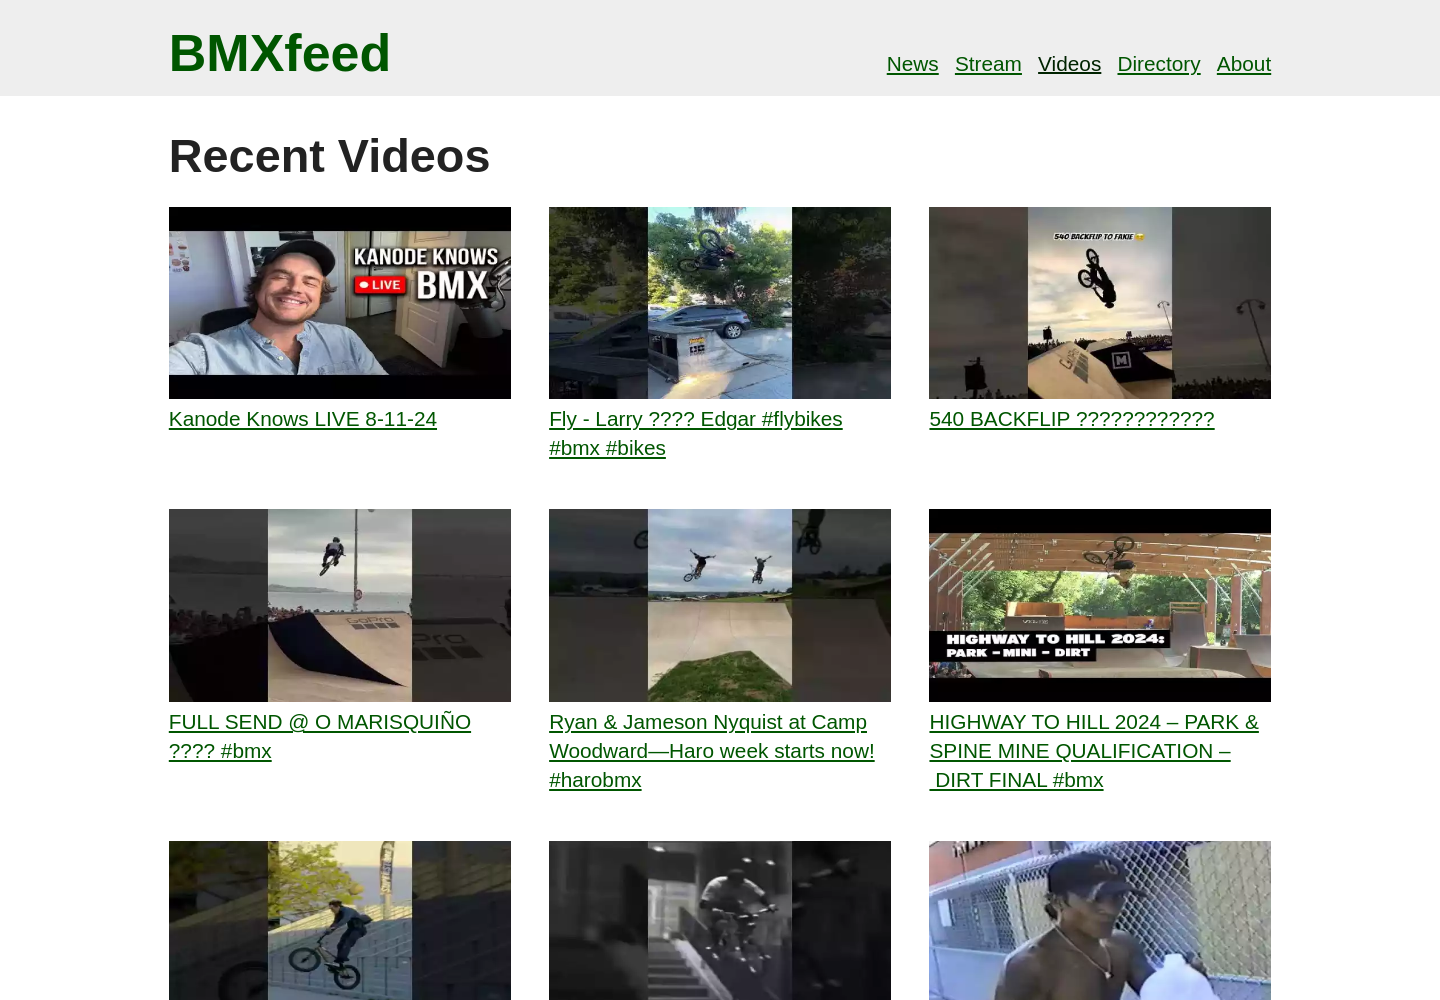 BMXfeed
News Stream Videos Directory About
Recent Videos
KANODE KNOWS
LIVE BMX
540 BACKFLIP TO FAKIE
M
Kanode Knows LIVE 8-11-24
Fly - Larry ???? Edgar #flybikes
#bmx #bikes
540 BACKFLIP ????????????
GoPro
GoPro
HIGHWAY TO HILL 2024:
PARK - MINI - DIRT
FULL SEND @ O MARISQUIÑO
???? #bmx
Ryan & Jameson Nyquist at Camp
Woodward—Haro week starts now!
#harobmx
HIGHWAY TO HILL 2024 – PARK &
SPINE MINE QUALIFICATION –
DIRT FINAL #bmx